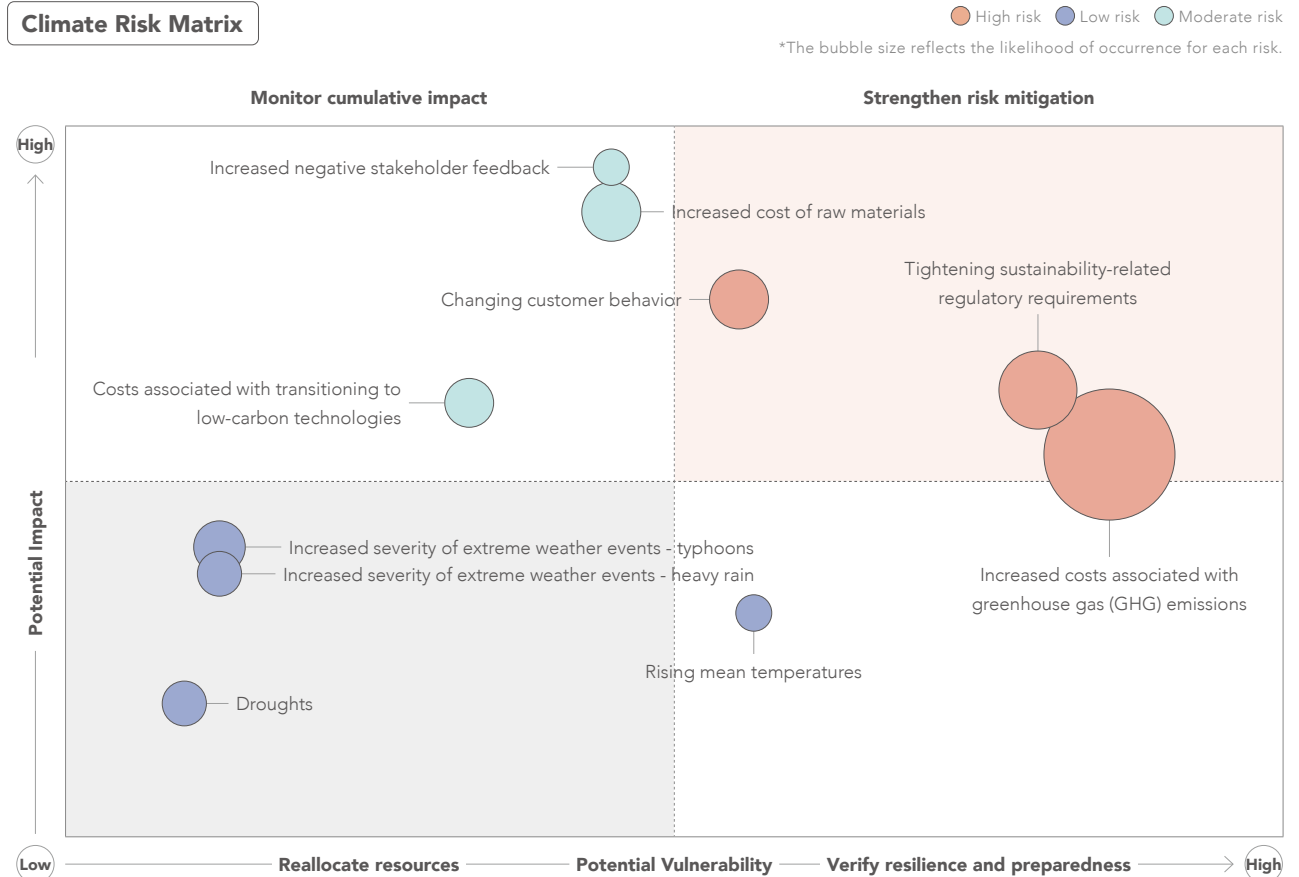 Climate Risk Matrix
High risk
Low risk
Moderate risk
*The bubble size reflects the likelihood of occurrence for each risk.
Monitor cumulative impact
Strengthen risk mitigation
High
Increased negative stakeholder feedback
Increased cost of raw materials
Tightening sustainability-related
regulatory requirements
Changing customer behavior
Costs associated with transitioning to
low-carbon technologies
Potential Impact
Increased severity of extreme weather events - typhoons
Increased severity of extreme weather events - heavy rain
Increased costs associated with
greenhouse gas (GHG) emissions
Rising mean temperatures
Droughts
Low
Reallocate resources
Potential Vulnerability
Verify resilience and preparedness
High